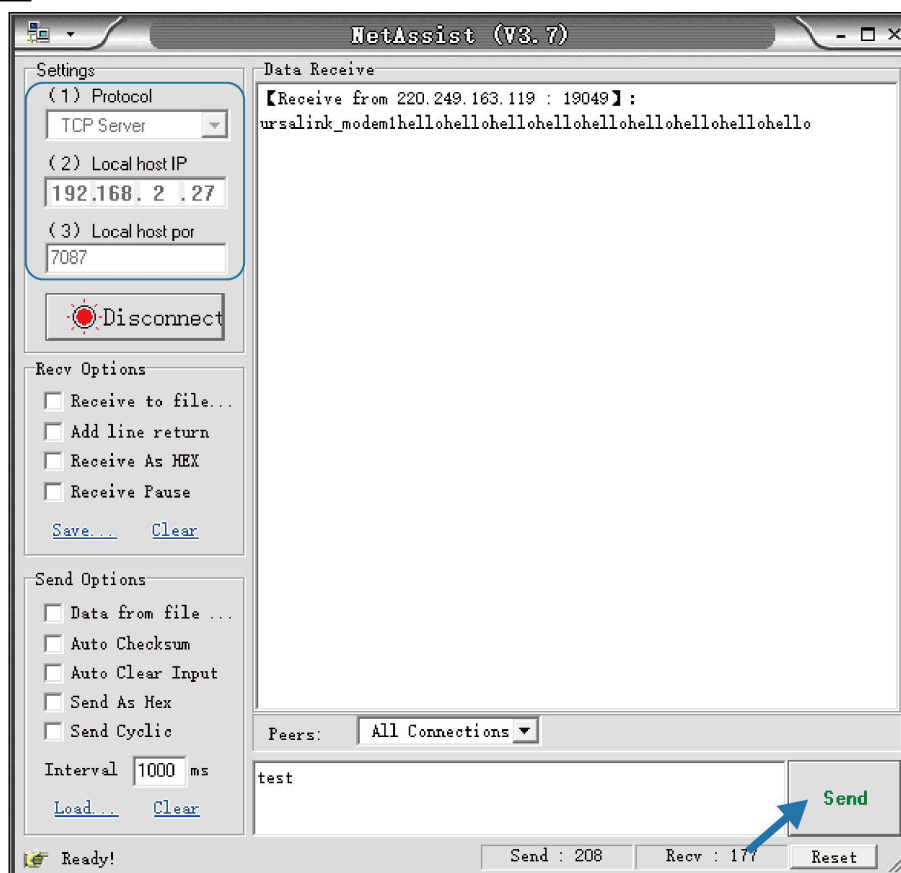 NetAssist (V3.7)
Settings
(1) Protocol
TCP Server
(2) Local host IP
192.168. 2 .27
(3) Local host por
7087
Disconnect
Recv Options
Receive to file...
Add line return
Receive As HEX
Receive Pause
Save... Clear
Send Options
Data from file ...
Auto Checksum
Auto Clear Input
Send As Hex
Send Cyclic
Interval 1000 ms
Load... Clear
Data Receive
【Receive from 220.249.163.119 : 19049】:
ursalink_modem1hellohellohellohellohellohellohellohellohello
Peers: All Connections
test
Send
Ready!
Send : 208
Recv : 177
Reset